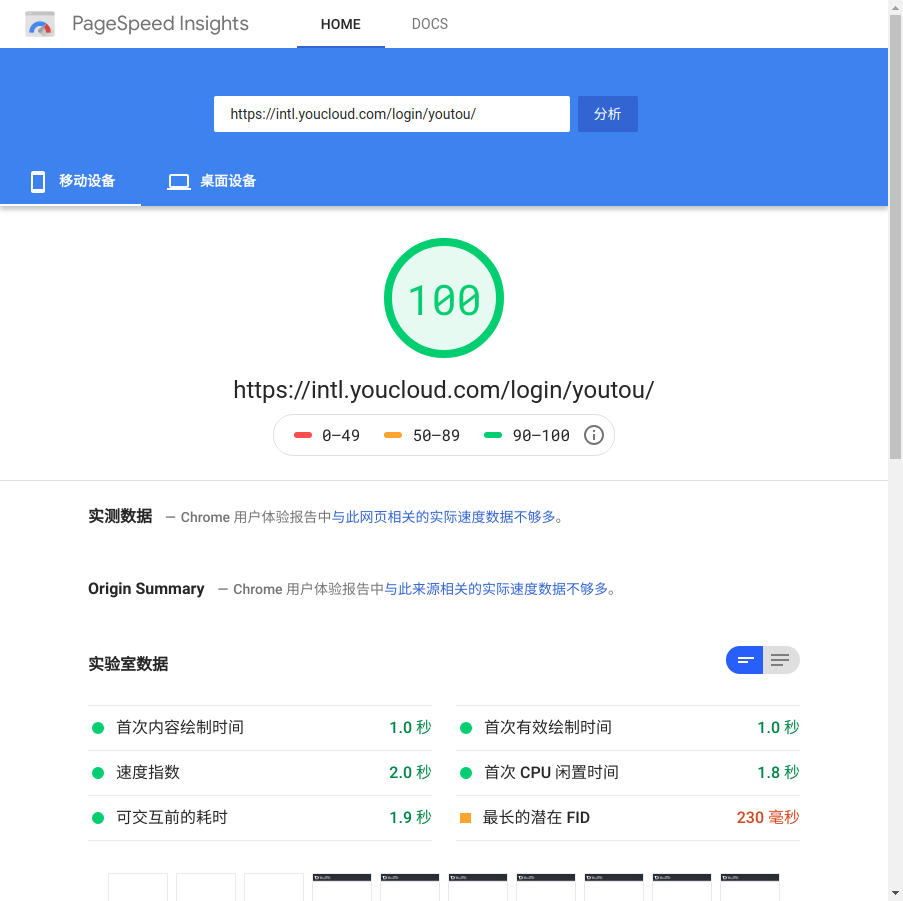 PageSpeed Insights
HOME
DOCS
https://intl.youcloud.com/login/youtou/
分析
移动设备
桌面设备
100
https://intl.youcloud.com/login/youtou/
0–49
50–89
90–100
实测数据 — Chrome 用户体验报告中与此网页相关的实际速度数据不够多。
Origin Summary — Chrome 用户体验报告中与此来源相关的实际速度数据不够多。
实验室数据
首次内容绘制时间 1.0 秒
首次有效绘制时间 1.0 秒
速度指数 2.0 秒
首次 CPU 闲置时间 1.8 秒
可交互前的耗时 1.9 秒
最长的潜在 FID 230 毫秒